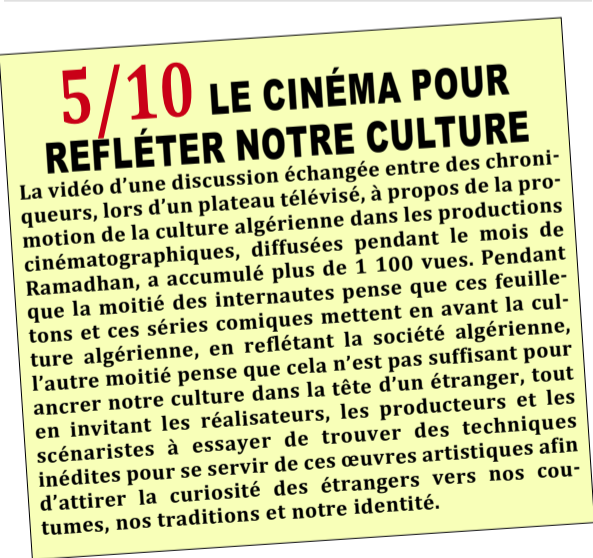 5/10 LE CINÉMA POUR
REFLÉTER NOTRE CULTURE
La vidéo d'une discussion échangée entre des chroni-
queurs, lors d'un plateau télévisé, à propos de la pro-
motion de la culture algérienne dans les productions
cinématographiques, diffusées pendant le mois de
Ramadhan, a accumulé plus de 1 100 vues. Pendant
que la moitié des internautes pense que ces feuille-
tons et ces séries comiques mettent en avant la cul-
ture algérienne, en reflétant la société algérienne,
l'autre moitié pense que cela n'est pas suffisant pour
ancrer notre culture dans la tête d'un étranger, tout
en invitant les réalisateurs, les producteurs et les
scénaristes à essayer de trouver des techniques
inédites pour se servir de ces œuvres artistiques afin
d'attirer la curiosité des étrangers vers nos cou-
tumes, nos traditions et notre identité.